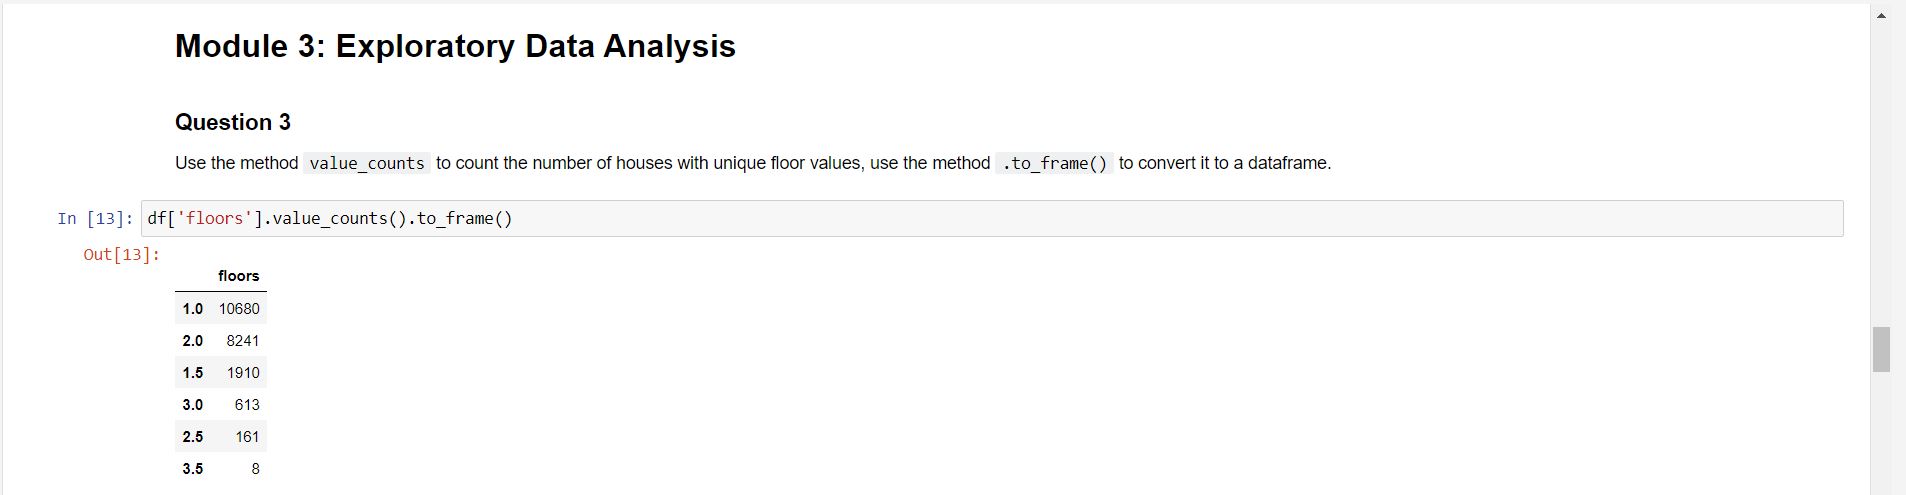 Module 3: Exploratory Data Analysis
Question 3
Use the method value_counts to count the number of houses with unique floor values, use the method .to_frame() to convert it to a dataframe.
In [13]: df['floors'].value_counts().to_frame()
Out[13]:
floors
1.0 10680
2.0 8241
1.5 1910
3.0 613
2.5 161
3.5 8